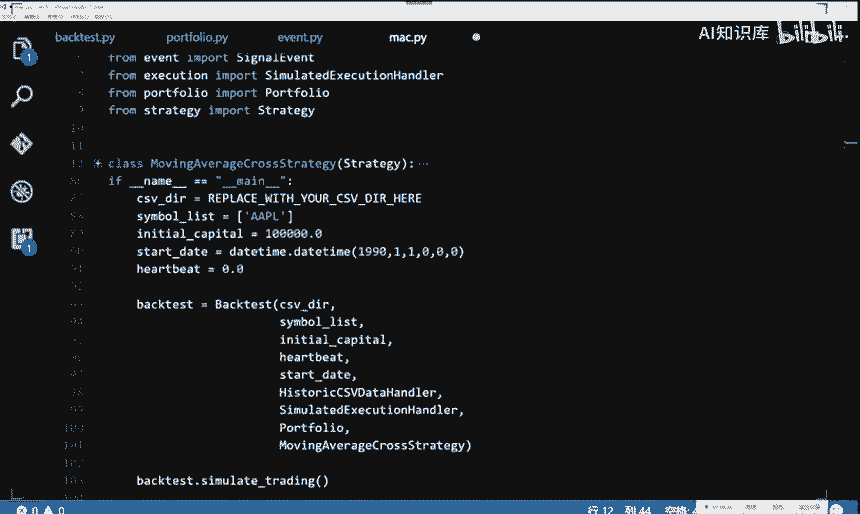 backtest.py portfolio.py event.py mac.py
AI知识库 bilibili
from event import SignalEvent
from execution import SimulatedExecutionHandler
from portfolio import Portfolio
from strategy import Strategy
class MovingAverageCrossStrategy(Strategy):…
if __name__ == "__main__":
csv_dir = REPLACE_WITH_YOUR_CSV_DIR_HERE
symbol_list = ['AAPL']
initial_capital = 100000.0
start_date = datetime.datetime(1990,1,1,0,0,0)
heartbeat = 0.0
backtest = Backtest(csv_dir,
symbol_list,
initial_capital,
heartbeat,
start_date,
HistoricCSVDataHandler,
SimulatedExecutionHandler,
Portfolio,
MovingAverageCrossStrategy)
backtest.simulate_trading()
1
1
0 0 行 12 列 44 空格: